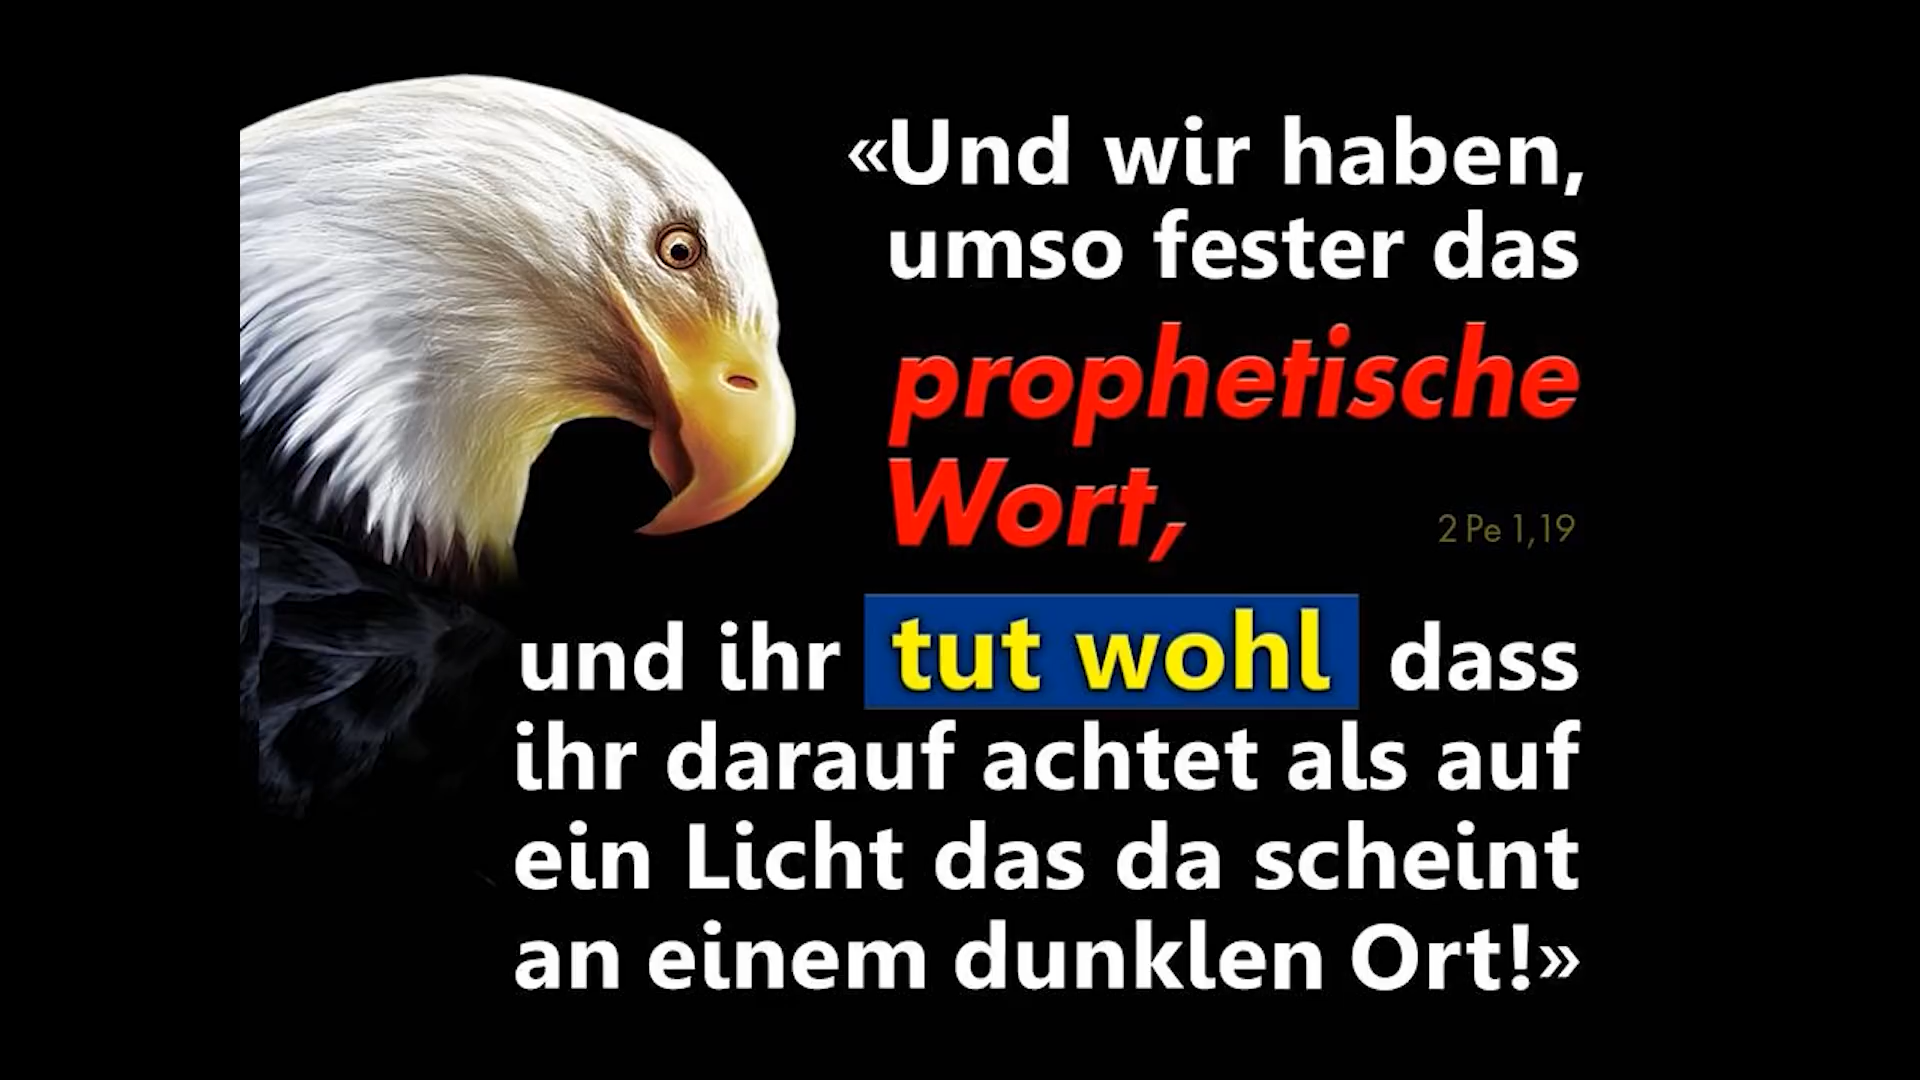 «Und wir haben,
umso fester das
prophetische
Wort,
2 Pe 1,19
und ihr tut wohl dass
ihr darauf achtet als auf
ein Licht das da scheint
an einem dunklen Ort!»